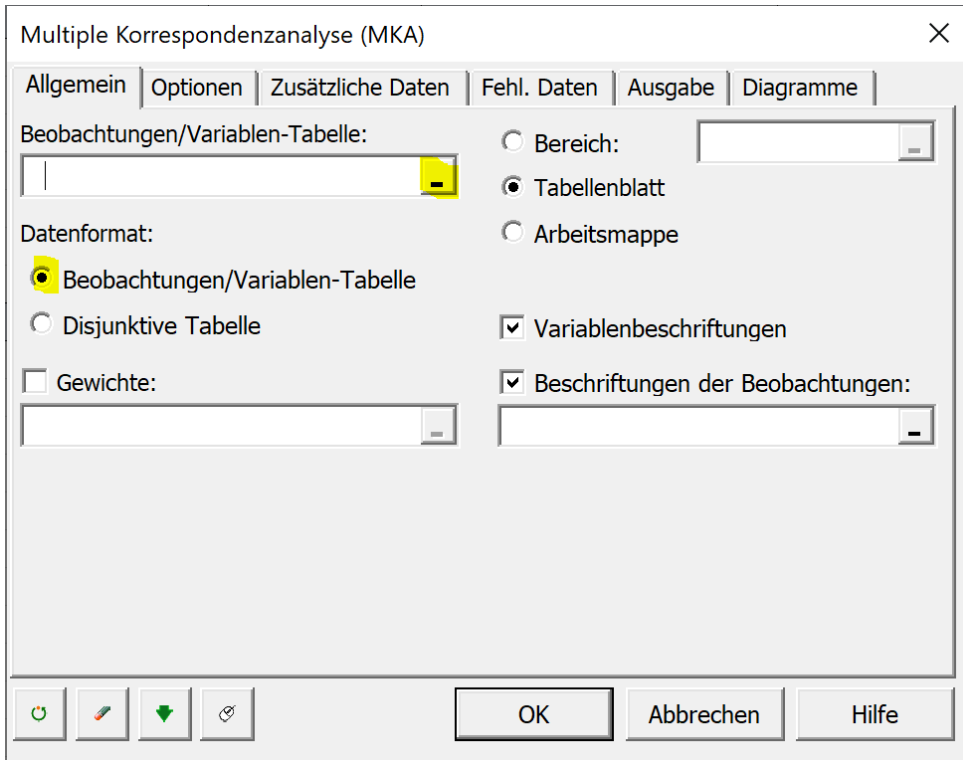 Multiple Korrespondenzanalyse (MKA)
Allgemein Optionen Zusätzliche Daten Fehl. Daten Ausgabe Diagramme
Beobachtungen/Variablen-Tabelle:
Bereich:
Tabellenblatt
Arbeitsmappe
Datenformat:
Beobachtungen/Variablen-Tabelle
Disjunktive Tabelle
Variablenbeschriftungen
Gewichte:
Beschriftungen der Beobachtungen:
OK Abbrechen Hilfe